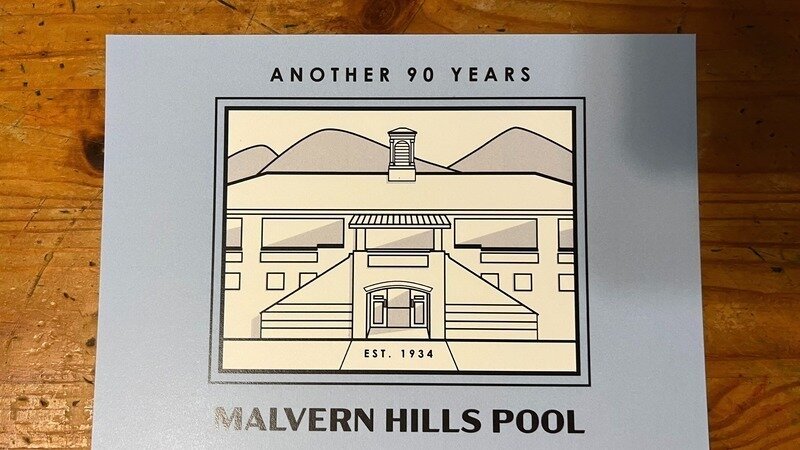 ANOTHER 90 YEARS
EST. 1934
MALVERN HILLS POOL